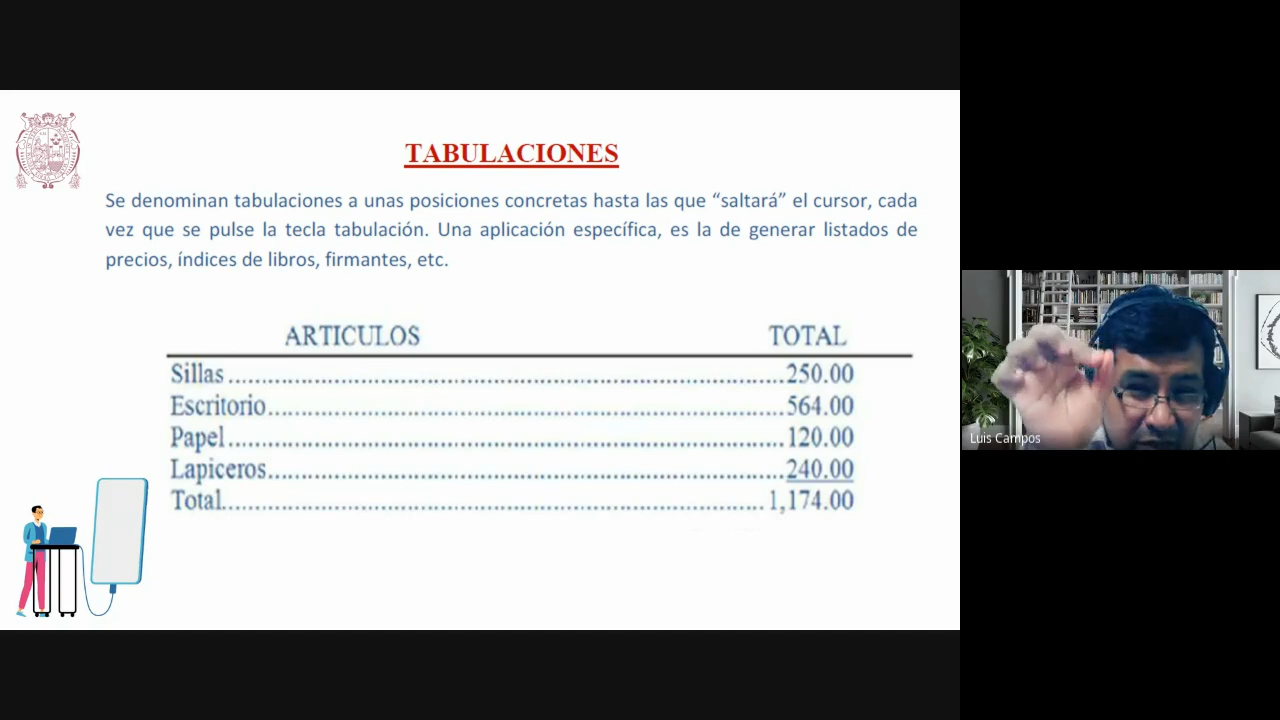 TABULACIONES
Se denominan tabulaciones a unas posiciones concretas hasta las que “saltará” el cursor, cada
vez que se pulse la tecla tabulación. Una aplicación específica, es la de generar listados de
precios, índices de libros, firmantes, etc.
ARTICULOS TOTAL
Sillas ........................................................................................250.00
Escritorio..................................................................................564.00
Papel ........................................................................................120.00
Lapiceros..................................................................................240.00
Total......................................................................................1,174.00
Luis Campos